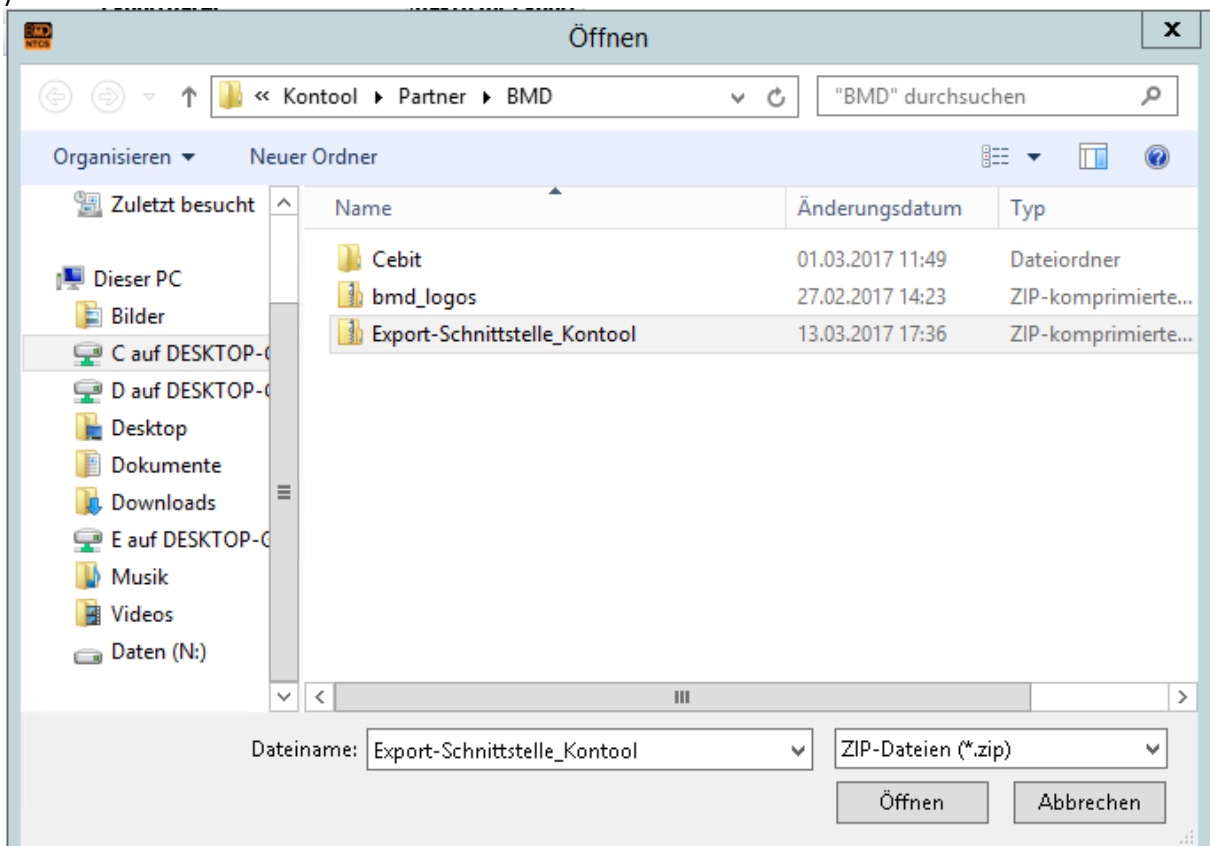 BMD
NTCS
Öffnen
x
« Kontool ▸ Partner ▸ BMD
"BMD" durchsuchen
Organisieren
Neuer Ordner
Zuletzt besucht
Dieser PC
Bilder
C auf DESKTOP-
D auf DESKTOP-
Desktop
Dokumente
Downloads
E auf DESKTOP-G
Musik
Videos
Daten (N:)
Name Änderungsdatum Typ
Cebit 01.03.2017 11:49 Dateiordner
bmd_logos 27.02.2017 14:23 ZIP-komprimierte...
Export-Schnittstelle_Kontool 13.03.2017 17:36 ZIP-komprimierte...
Dateiname: Export-Schnittstelle_Kontool ZIP-Dateien (*.zip)
Öffnen Abbrechen